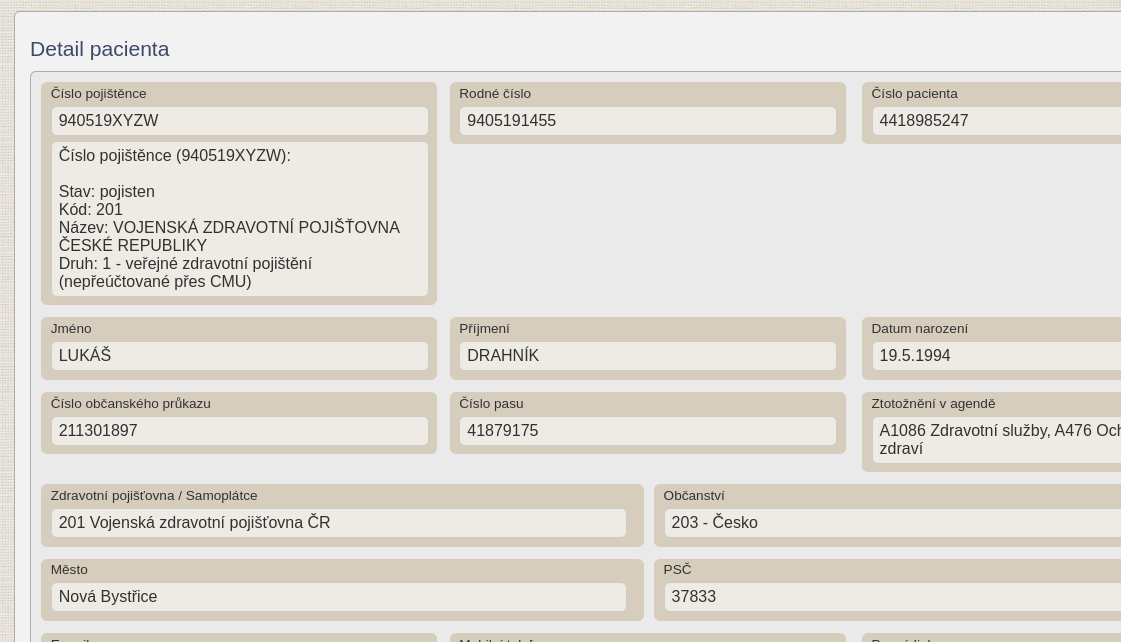 Detail pacienta
Číslo pojištěnce
Rodné číslo
Číslo pacienta
940519XYZW
9405191455
4418985247
Číslo pojištěnce (940519XYZW):
Stav: pojisten
Kód: 201
Název: VOJENSKÁ ZDRAVOTNÍ POJIŠŤOVNA
ČESKÉ REPUBLIKY
Druh: 1 - veřejné zdravotní pojištění
(nepřeúčtované přes CMU)
Jméno
Příjmení
Datum narození
LUKÁŠ
DRAHNÍK
19.5.1994
Číslo občanského průkazu
Číslo pasu
Ztotožnění v agendě
211301897
41879175
A1086 Zdravotní služby, A476
zdraví
Zdravotní pojišťovna / Samoplátce
Občanství
201 Vojenská zdravotní pojišťovna ČR
203 - Česko
Město
PSČ
Nová Bystřice
37833